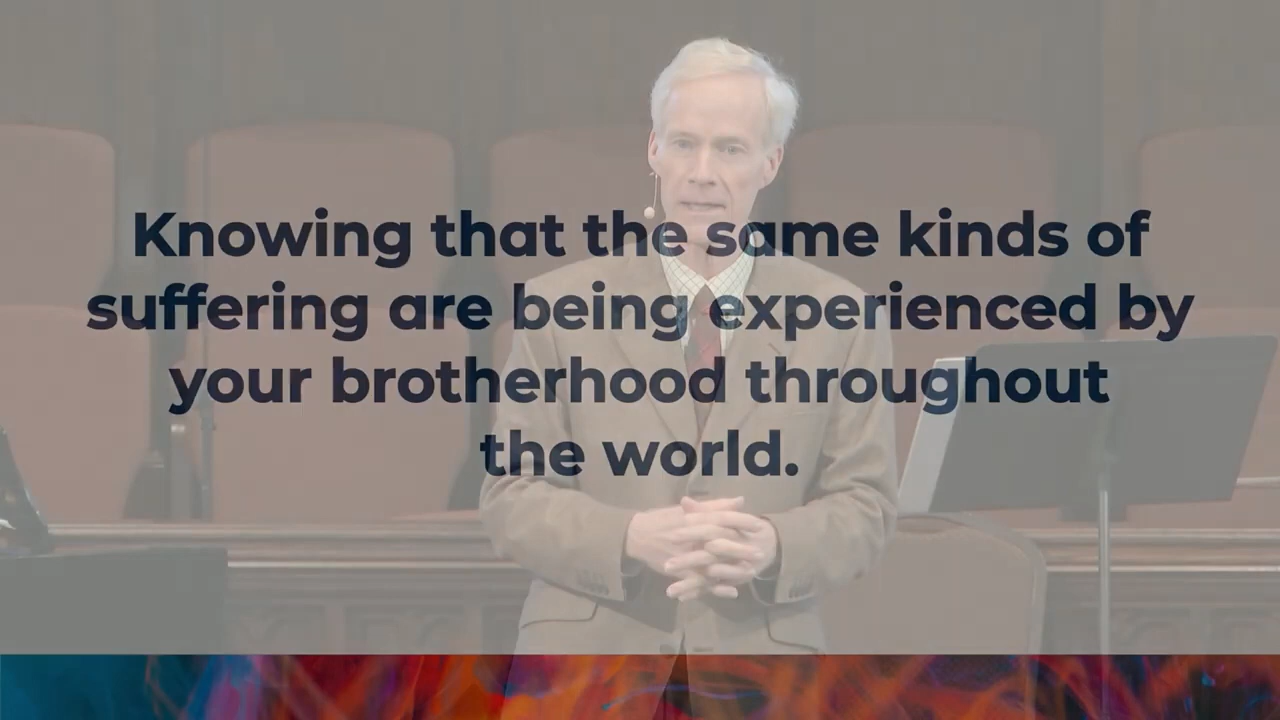 Knowing that the same kinds of
suffering are being experienced by
your brotherhood throughout
the world.